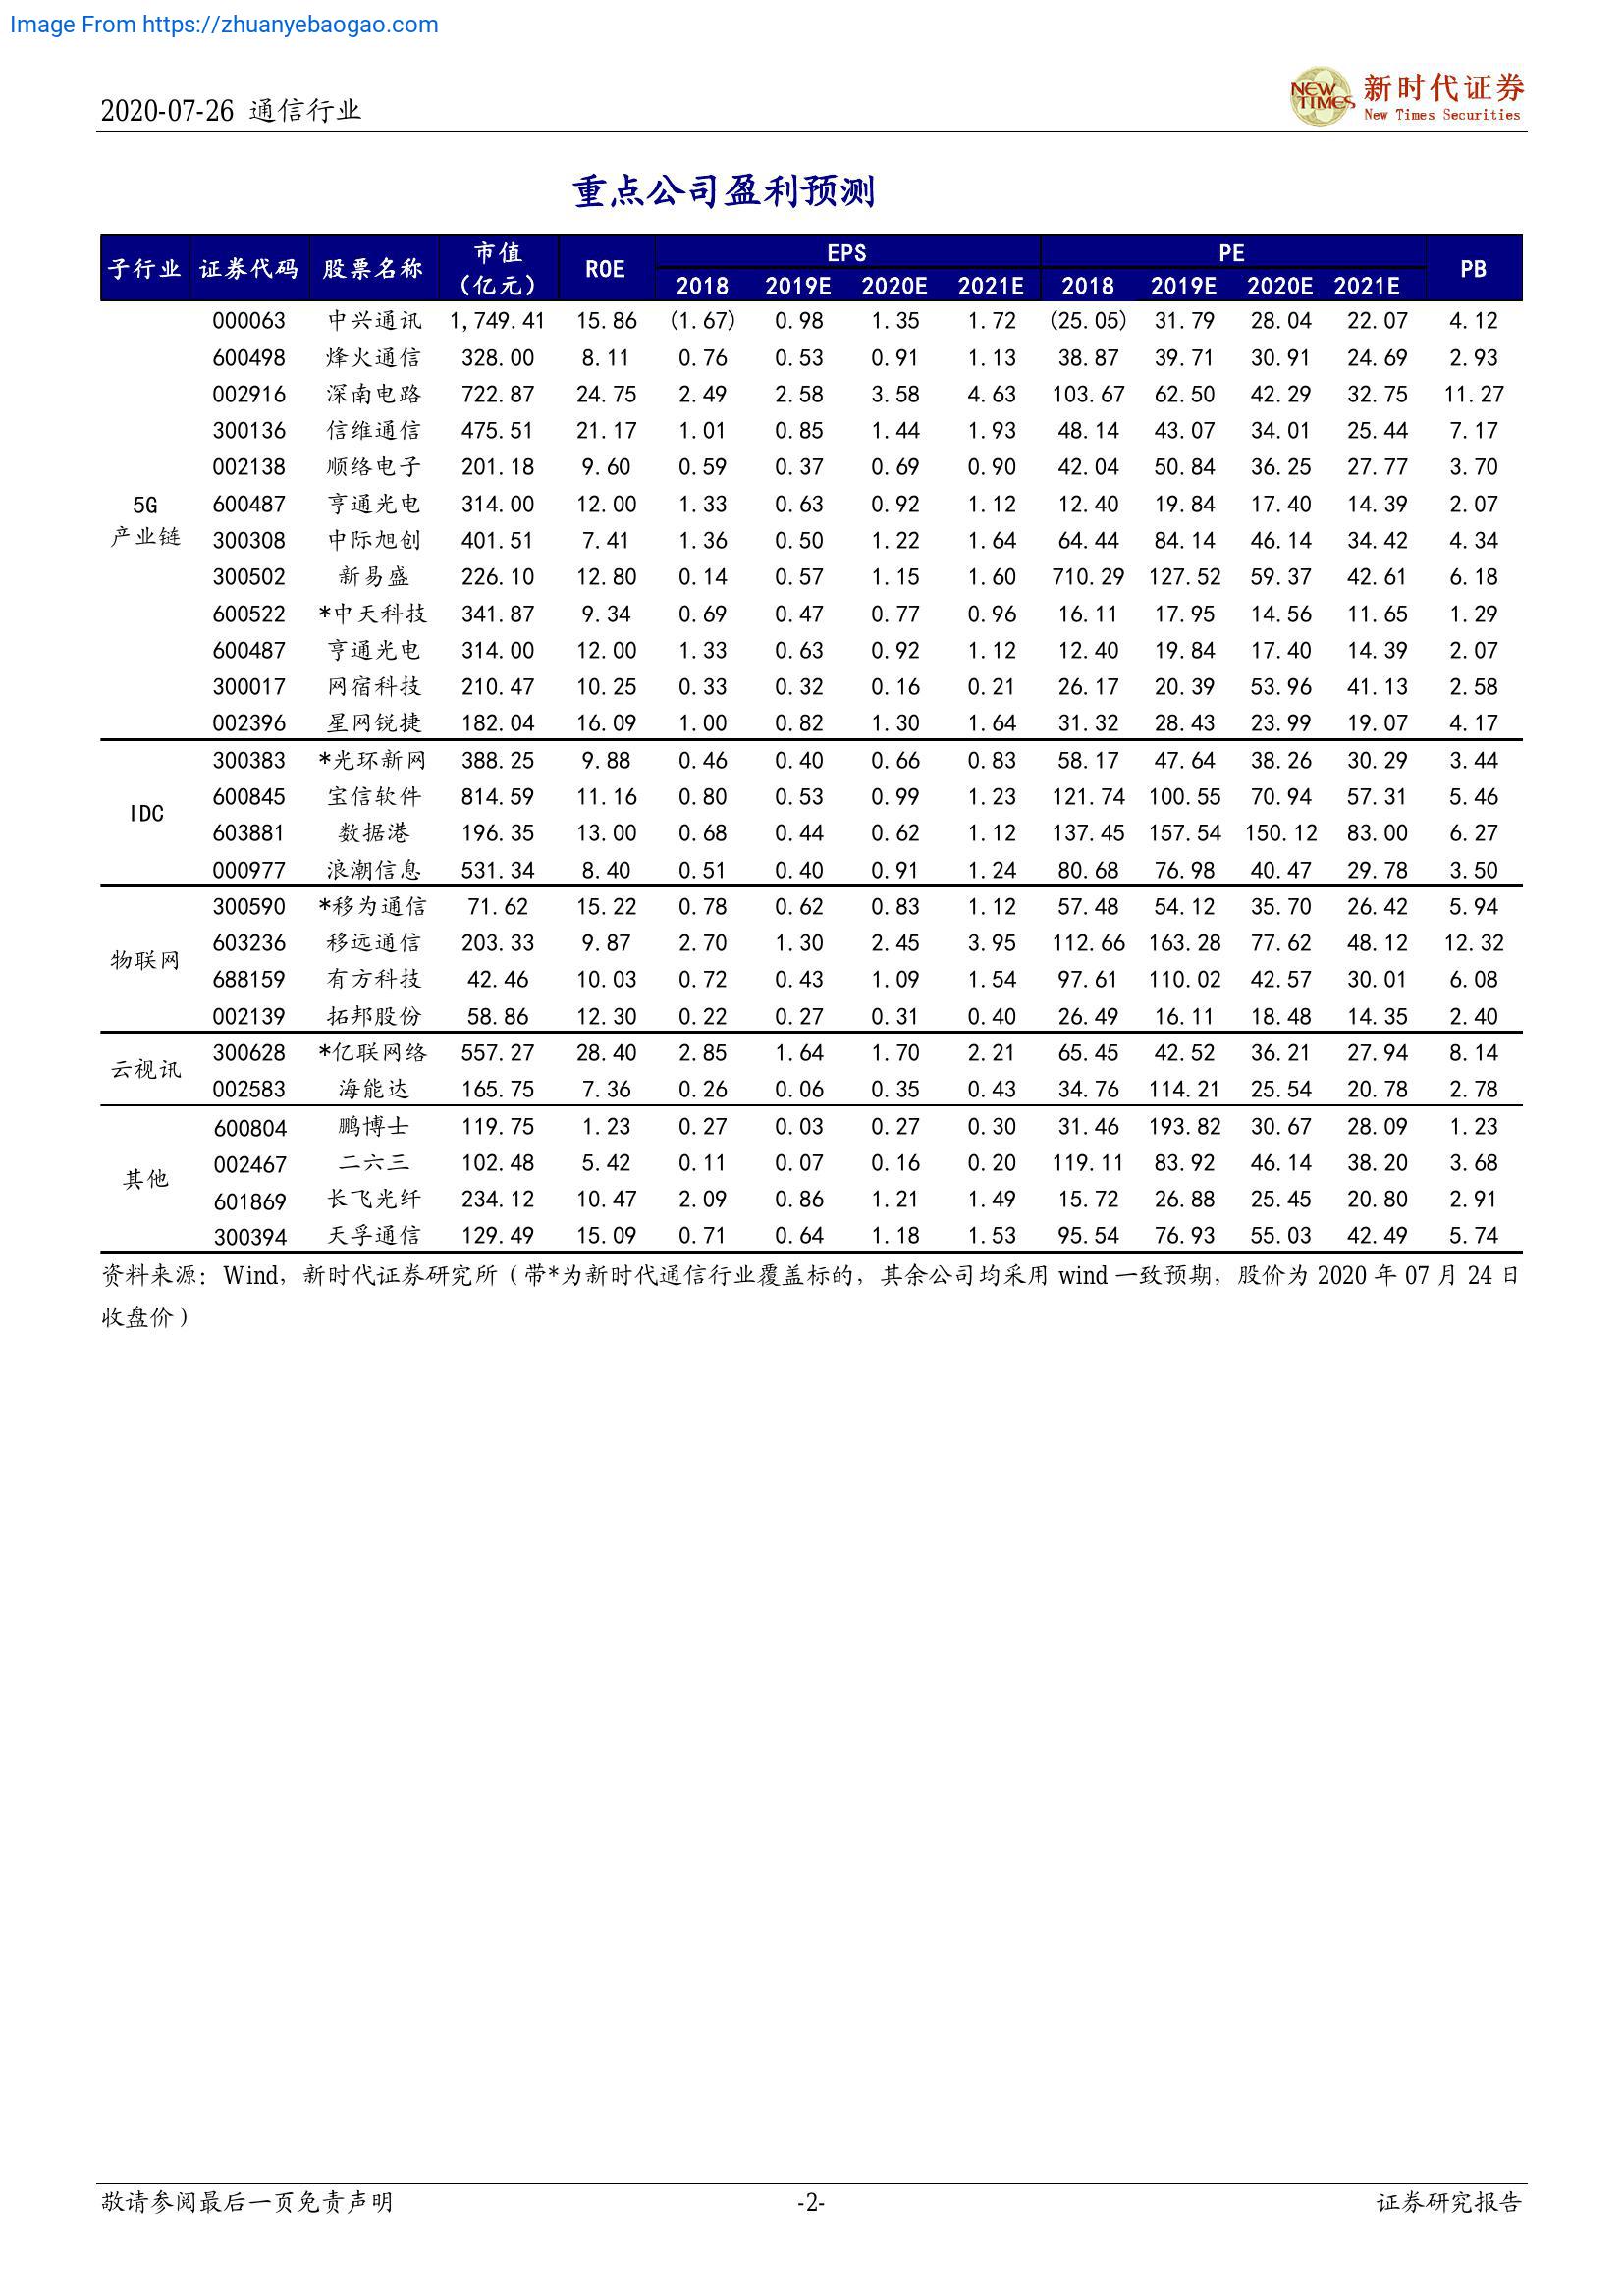 Image From https://zhuanyebaogao.com
2020-07-26 通信行业
NEW TIMES 新时代证券
New Times Securities
重点公司盈利预测
子行业 证券代码 股票名称 市值（亿元） ROE EPS PE PB
2018 2019E 2020E 2021E 2018 2019E 2020E 2021E
5G产业链
000063 中兴通讯 1,749.41 15.86 (1.67) 0.98 1.35 1.72 (25.05) 31.79 28.04 22.07 4.12
600498 烽火通信 328.00 8.11 0.76 0.53 0.91 1.13 38.87 39.71 30.91 24.69 2.93
002916 深南电路 722.87 24.75 2.49 2.58 3.58 4.63 103.67 62.50 42.29 32.75 11.27
300136 信维通信 475.51 21.17 1.01 0.85 1.44 1.93 48.14 43.07 34.01 25.44 7.17
002138 顺络电子 201.18 9.60 0.59 0.37 0.69 0.90 42.04 50.84 36.25 27.77 3.70
600487 亨通光电 314.00 12.00 1.33 0.63 0.92 1.12 12.40 19.84 17.40 14.39 2.07
300308 中际旭创 401.51 7.41 1.36 0.50 1.22 1.64 64.44 84.14 46.14 34.42 4.34
300502 新易盛 226.10 12.80 0.14 0.57 1.15 1.60 710.29 127.52 59.37 42.61 6.18
600522 *中天科技 341.87 9.34 0.69 0.47 0.77 0.96 16.11 17.95 14.56 11.65 1.29
600487 亨通光电 314.00 12.00 1.33 0.63 0.92 1.12 12.40 19.84 17.40 14.39 2.07
300017 网宿科技 210.47 10.25 0.33 0.32 0.16 0.21 26.17 20.39 53.96 41.13 2.58
002396 星网锐捷 182.04 16.09 1.00 0.82 1.30 1.64 31.32 28.43 23.99 19.07 4.17
IDC
300383 *光环新网 388.25 9.88 0.46 0.40 0.66 0.83 58.17 47.64 38.26 30.29 3.44
600845 宝信软件 814.59 11.16 0.80 0.53 0.99 1.23 121.74 100.55 70.94 57.31 5.46
603881 数据港 196.35 13.00 0.68 0.44 0.62 1.12 137.45 157.54 150.12 83.00 6.27
000977 浪潮信息 531.34 8.40 0.51 0.40 0.91 1.24 80.68 76.98 40.47 29.78 3.50
物联网
300590 *移为通信 71.62 15.22 0.78 0.62 0.83 1.12 57.48 54.12 35.70 26.42 5.94
603236 移远通信 203.33 9.87 2.70 1.30 2.45 3.95 112.66 163.28 77.62 48.12 12.32
688159 有方科技 42.46 10.03 0.72 0.43 1.09 1.54 97.61 110.02 42.57 30.01 6.08
002139 拓邦股份 58.86 12.30 0.22 0.27 0.31 0.40 26.49 16.11 18.48 14.35 2.40
云视讯
300628 *亿联网络 557.27 28.40 2.85 1.64 1.70 2.21 65.45 42.52 36.21 27.94 8.14
002583 海能达 165.75 7.36 0.26 0.06 0.35 0.43 34.76 114.21 25.54 20.78 2.78
其他
600804 鹏博士 119.75 1.23 0.27 0.03 0.27 0.30 31.46 193.82 30.67 28.09 1.23
002467 二六三 102.48 5.42 0.11 0.07 0.16 0.20 119.11 83.92 46.14 38.20 3.68
601869 长飞光纤 234.12 10.47 2.09 0.86 1.21 1.49 15.72 26.88 25.45 20.80 2.91
300394 天孚通信 129.49 15.09 0.71 0.64 1.18 1.53 95.54 76.93 55.03 42.49 5.74
资料来源：Wind，新时代证券研究所（带*为新时代通信行业覆盖标的，其余公司均采用 wind 一致预期，股价为 2020 年 07 月 24 日
收盘价）
敬请参阅最后一页免责声明 -2- 证券研究报告